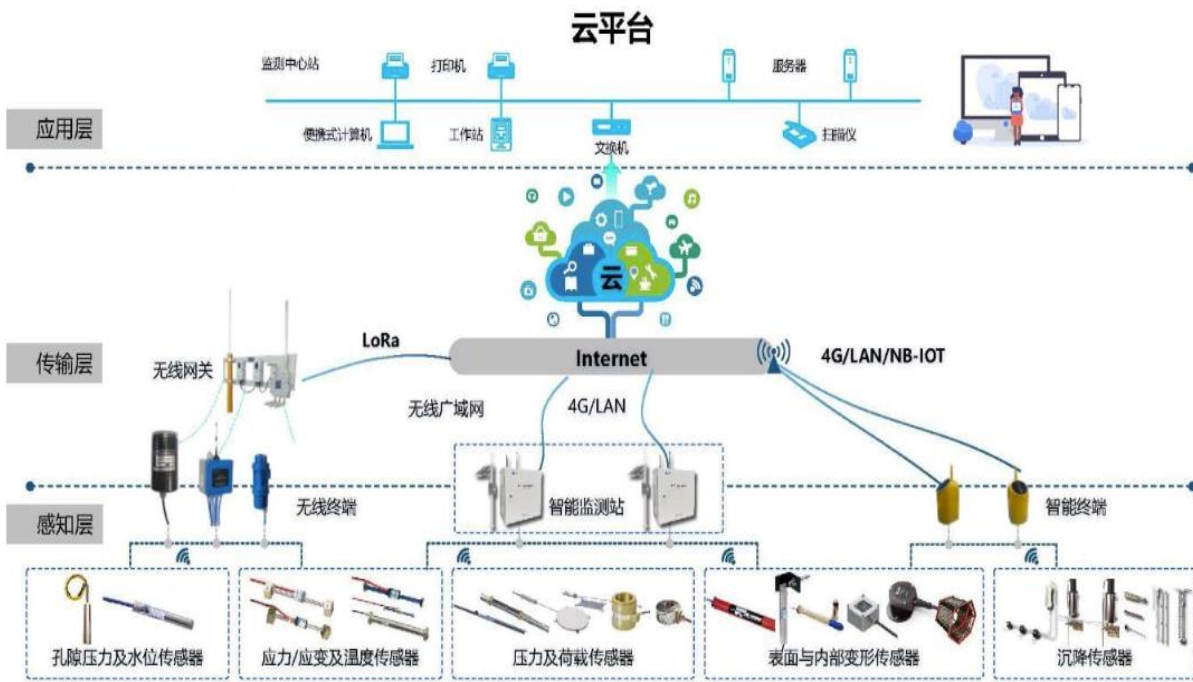 云平台
监测中心站
打印机
服务器
应用层
便携式计算机
工作站
文换机
扫描仪
云
LoRa
Internet
4G/LAN/NB-IOT
传输层
无线网关
无线广域网
4G/LAN
无线终端
智能监测站
智能终端
感知层
孔隙压力及水位传感器
应力/应变及温度传感器
压力及荷载传感器
表面与内部变形传感器
沉降传感器